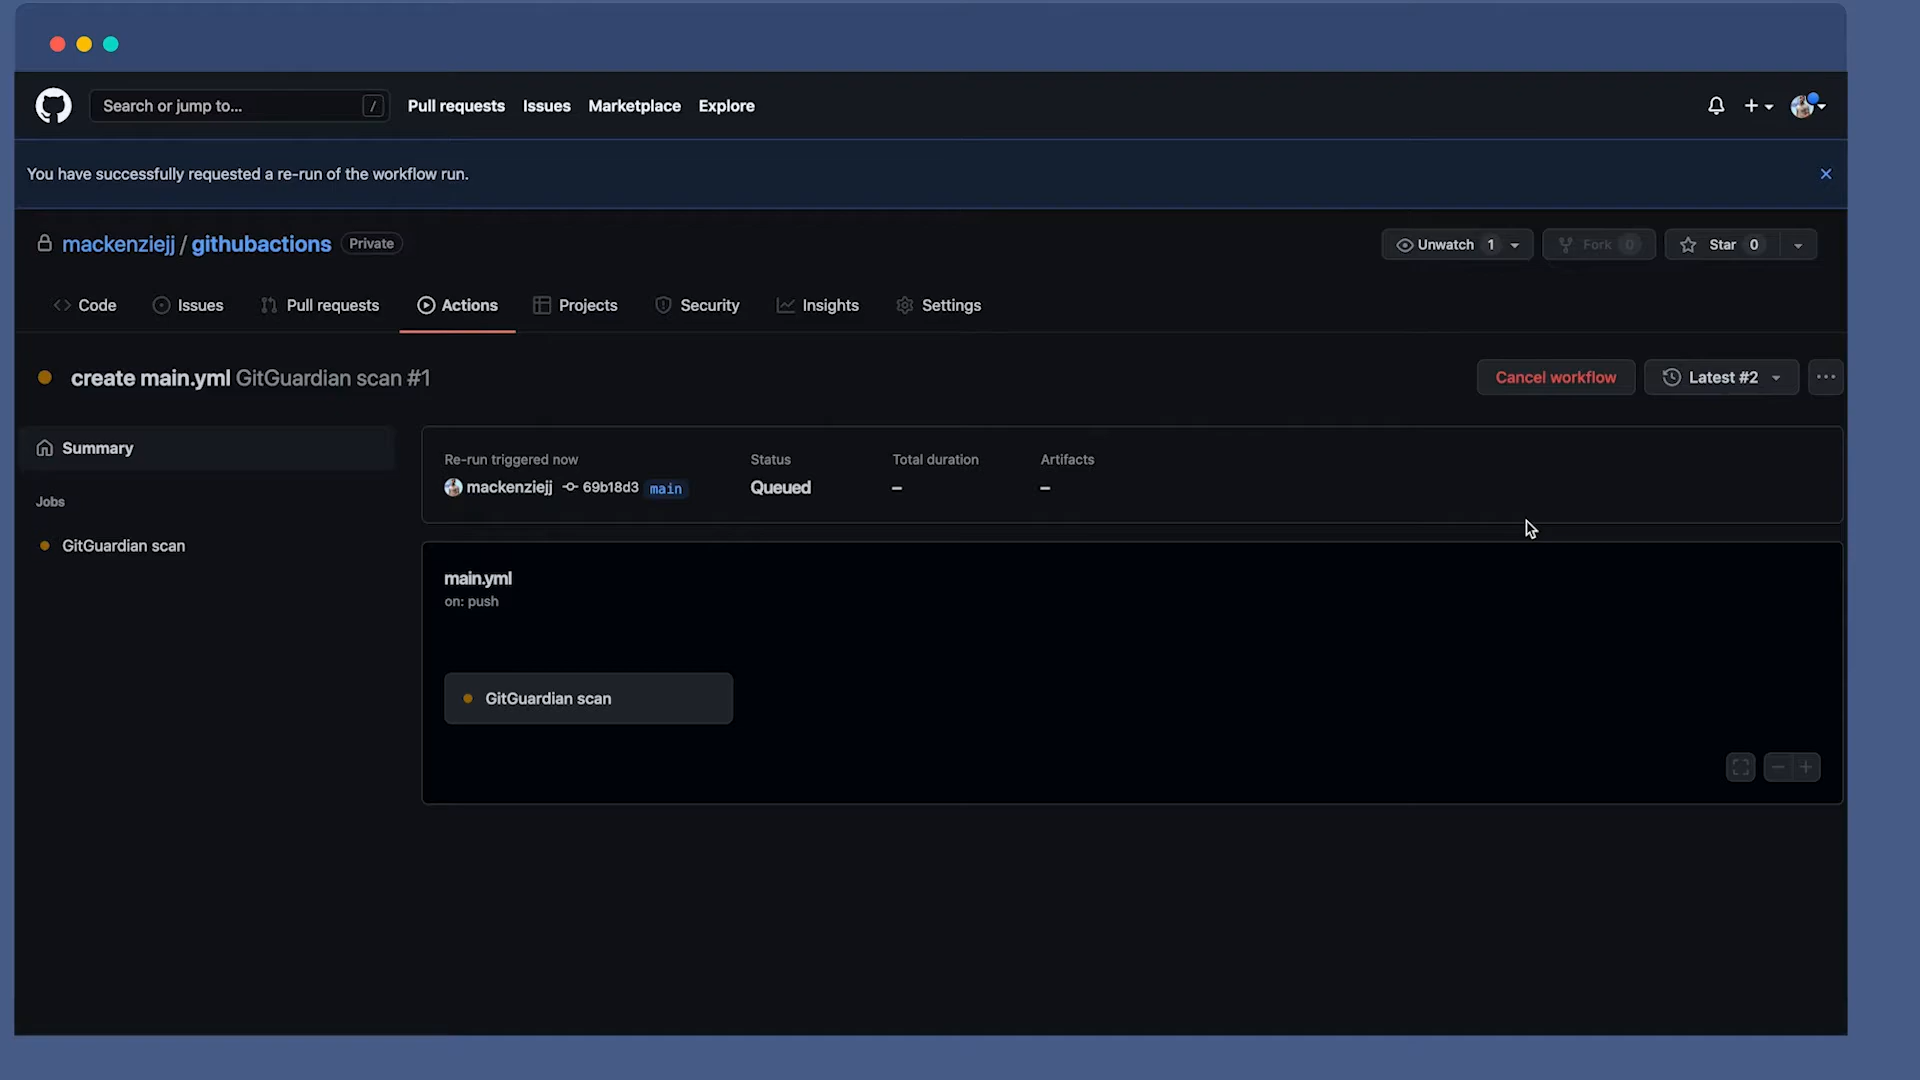 Search or jump to... / Pull requests Issues Marketplace Explore
You have successfully requested a re-run of the workflow run.
mackenziejj / githubactions Private Unwatch 1 Fork 0 Star 0
Code Issues Pull requests Actions Projects Security Insights Settings
create main.yml GitGuardian scan #1 Cancel workflow Latest #2
Summary
Jobs
GitGuardian scan
Re-run triggered now Status Total duration Artifacts
mackenziejj 69b18d3 main Queued – –
main.yml
on: push
GitGuardian scan